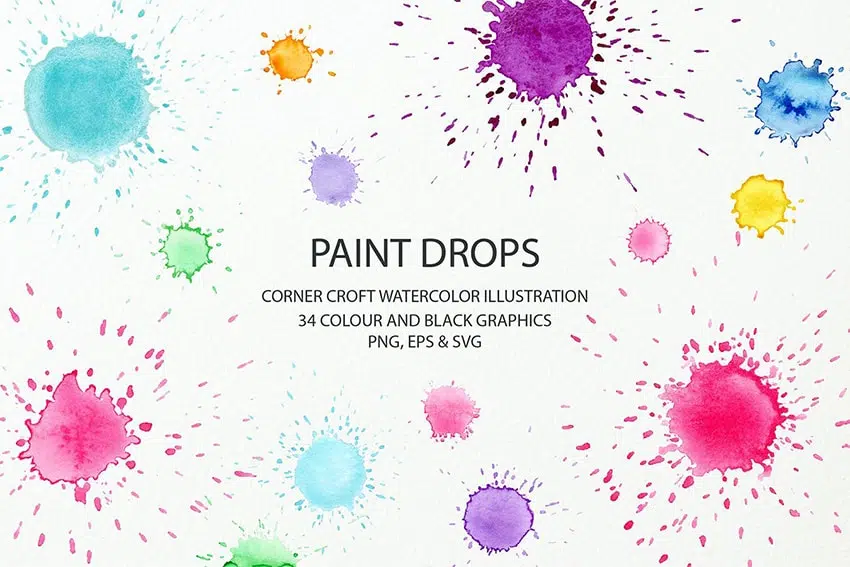 PAINT DROPS
CORNER CROFT WATERCOLOR ILLUSTRATION
34 COLOUR AND BLACK GRAPHICS
PNG, EPS & SVG